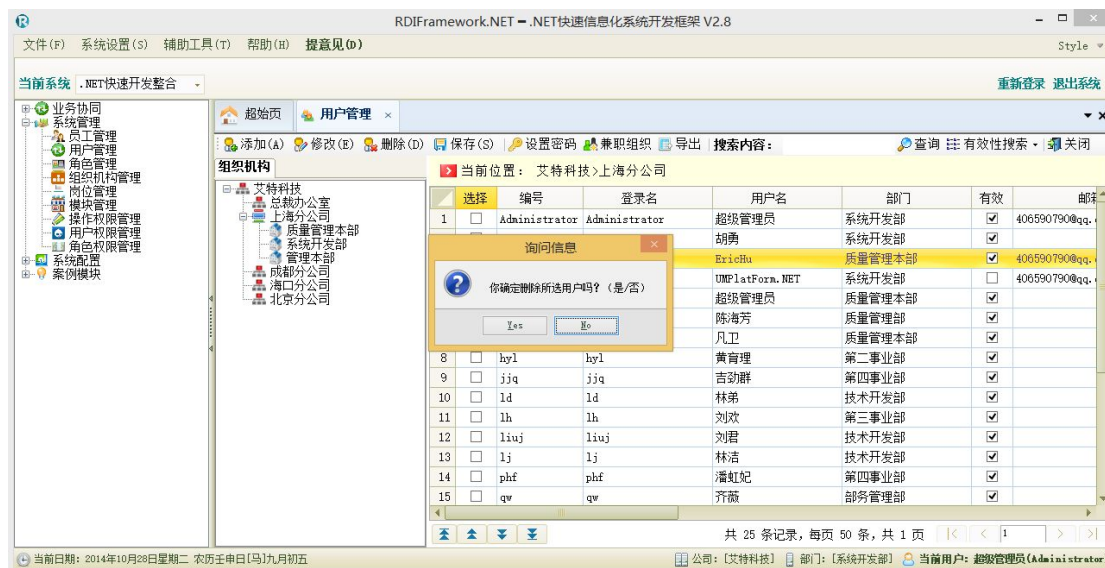 RDIFramework.NET ━ .NET快速信息化系统开发框架 V2.8
文件(F) 系统设置(S) 辅助工具(T) 帮助(H) 提意见(O) Style
当前系统 .NET快速开发整合 重新登录 退出系统
业务协同
系统管理
员工管理
用户管理
角色管理
组织机构管理
岗位管理
模块管理
操作权限管理
用户权限管理
角色权限管理
系统配置
案例模块
超始页 用户管理 ×
添加(A) 修改(E) 删除(D) 保存(S) 设置密码 兼职组织 导出 搜索内容: 查询 有效性搜索 关闭
组织机构
艾特科技
总裁办公室
上海分公司
质量管理本部
系统开发部
管理本部
成都分公司
海口分公司
北京分公司
当前位置: 艾特科技>上海分公司
选择 编号 登录名 用户名 部门 有效
1 Administrator Administrator 超级管理员 系统开发部 406590790@qq.
胡勇 系统开发部
EricHu 质量管理本部 406590790@qq.
UMPlatForm.NET 系统开发部 406590790@qq.
超级管理员 质量管理本部
陈海芳 质量管理部
凡卫 质量管理本部
8 hyl hyl 黄育理 第二事业部
9 jjq jjq 吉劲群 第四事业部
10 ld ld 林弟 技术开发部
11 lh lh 刘欢 第三事业部
12 liuj liuj 刘君 技术开发部
13 lj lj 林洁 技术开发部
14 phf phf 潘虹妃 第四事业部
15 qw qw 齐薇 部务管理部
询问信息
你确定删除所选用户吗? (是/否)
Yes No
共 25 条记录, 每页 50 条, 共 1 页 1
当前日期: 2014年10月28日星期二 农历壬申日[马]九月初五 公司: [艾特科技] 部门: [系统开发部] 当前用户: 超级管理员(Administrator